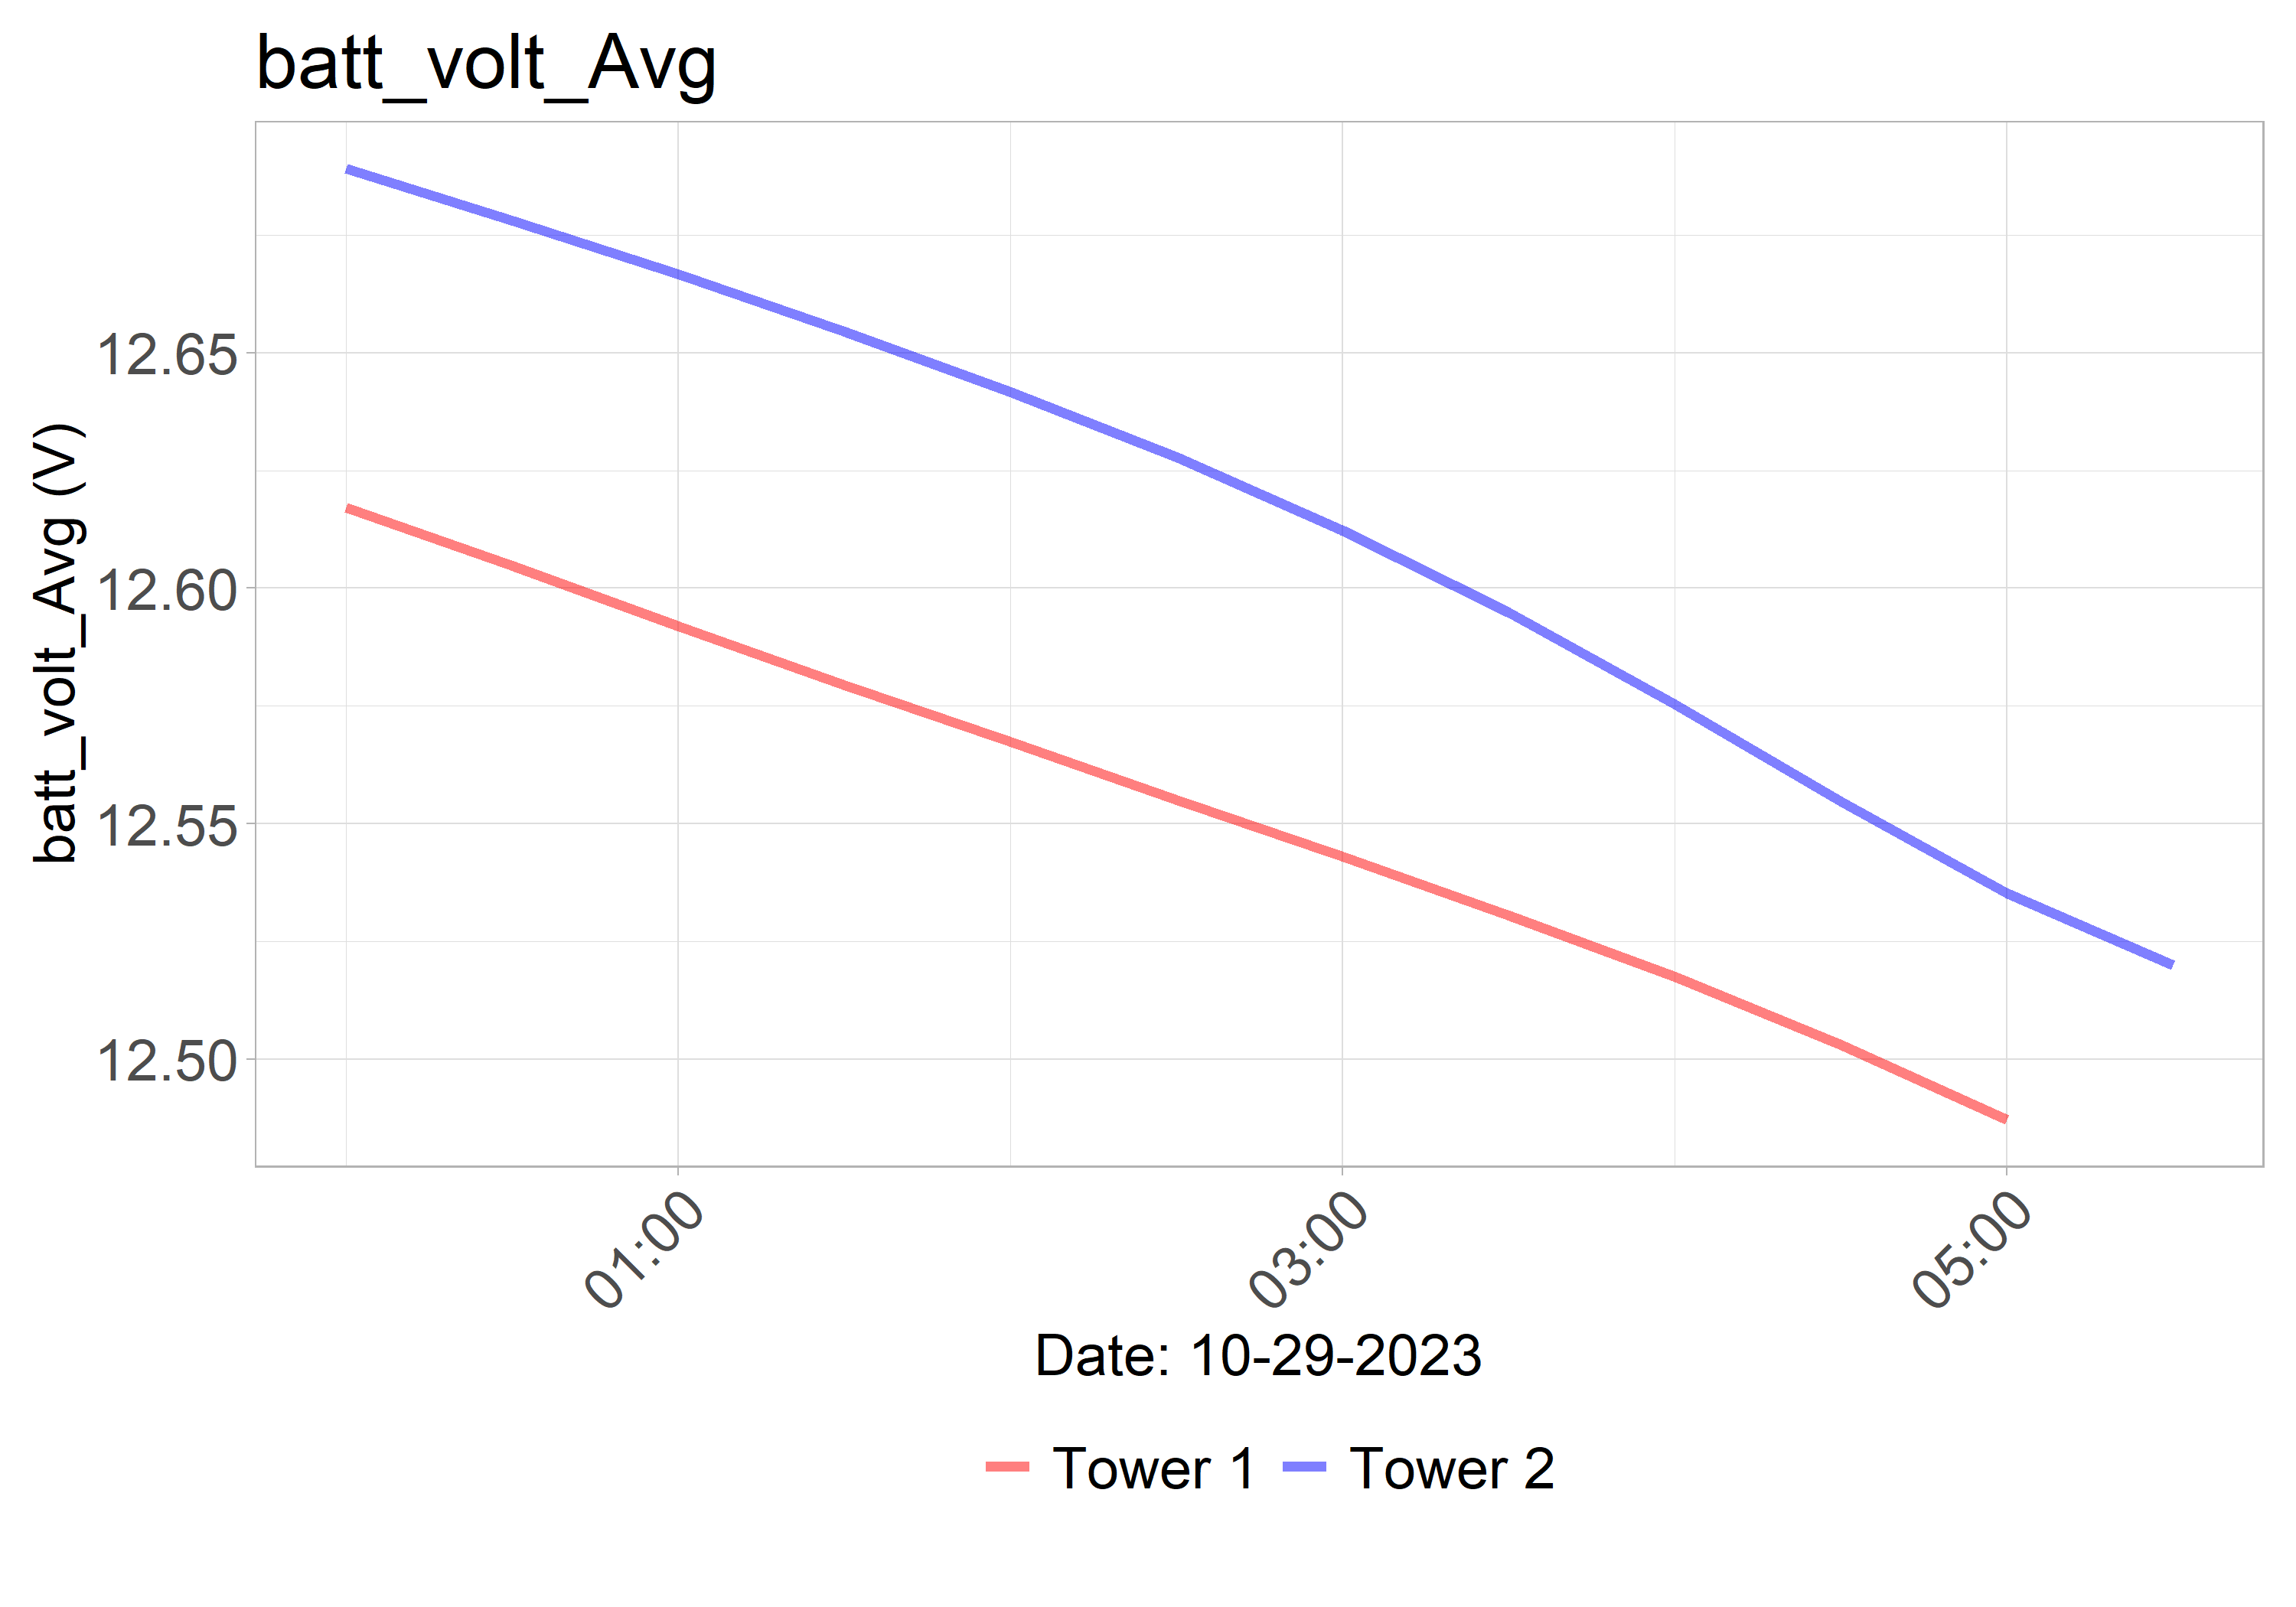 batt_volt_Avg
batt_volt_Avg (V)
12.65
12.60
12.55
12.50
01:00
03:00
05:00
Date: 10-29-2023
Tower 1
Tower 2